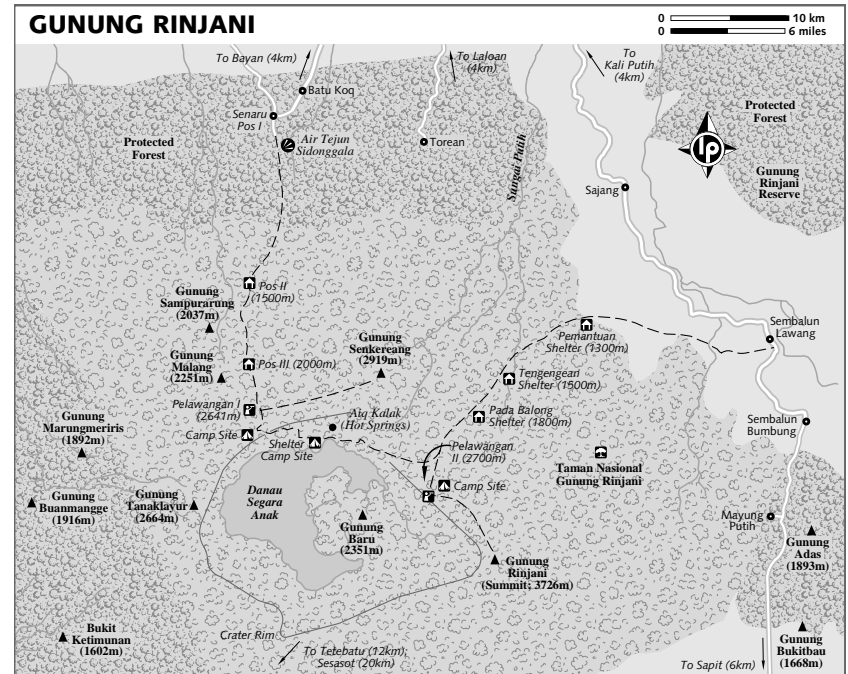 GUNUNG RINJANI
0 10 km
0 6 miles
To Bayan (4km)
To Laloan
(4km)
To
Kali Putih
(4km)
Batu Koq
Senaru
Pos I
Protected
Forest
Air Tejun
Sidonggala
Torean
Sungai Putih
Sajang
Protected
Forest
lp
Gunung
Rinjani
Reserve
Pos II
(1500m)
Gunung
Sampurarung
(2037m)
Gunung
Senkereang
(2919m)
Pemantuan
Shelter (1300m)
Sembalun
Lawang
Gunung
Malang
(2251m)
Pos III (2000m)
Tengengean
Shelter (1500m)
Pelawangan I
(2641m)
Aiq Kalak
(Hot Springs)
Pada Balong
Shelter (1800m)
Gunung
Marungmeriris
(1892m)
Camp Site
Shelter
Camp Site
Pelawangan
II (2700m)
Sembalun
Bumbung
Taman Nasional
Gunung Rinjani
Camp Site
Gunung
Buanmangge
(1916m)
Gunung
Tanaklayur
(2664m)
Danau
Segara
Anak
Gunung
Baru
(2351m)
Mayung
Putih
Gunung
Adas
(1893m)
Gunung
Rinjani
(Summit; 3726m)
Bukit
Ketimunan
(1602m)
Crater Rim
To Tetebatu (12km);
Sesasot (20km)
To Sapit (6km)
Gunung
Bukitbau
(1668m)